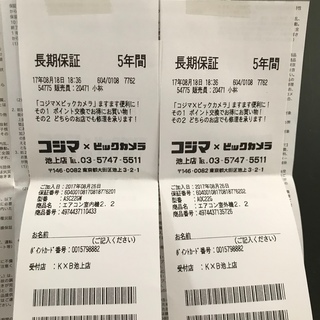 長期保証 5年間
17年08月18日 18:36 604/0108 7762
54775 販売員:20471 小林
「コジマ×ビックカメラ」ますます便利に!
その1 ポイント交換でお得にお買い物!
その2 どちらのお店でも修理を承ります!
コジマ×ビックカメラ
池上店 TEL.03-5747-5511
〒146-0082 東京都大田区池上3-2-1
ご加入日:2017年08月26日
型番 : ASC22GW
商品名 :エアコン室内機2.2
商品番号:4974437110433
お名前
(ご記入ください)
ポイントカード番号:0015798882
受付店 :K×B池上店
長期保証 5年間
17年08月18日 18:36 604/0108 7762
54775 販売員:20471 小林
「コジマ×ビックカメラ」ますます便利に!
その1 ポイント交換でお得にお買い物!
その2 どちらのお店でも修理を承ります!
コジマ×ビックカメラ
池上店 TEL.03-5747-5511
〒146-0082 東京都大田区池上3-2-1
ご加入日:2017年08月26日
型番 : AOC22G
商品名 :エアコン室外機2.2
商品番号:4974437135726
お名前
(ご記入ください)
ポイントカード番号:0015798882
受付店 :K×B池上店